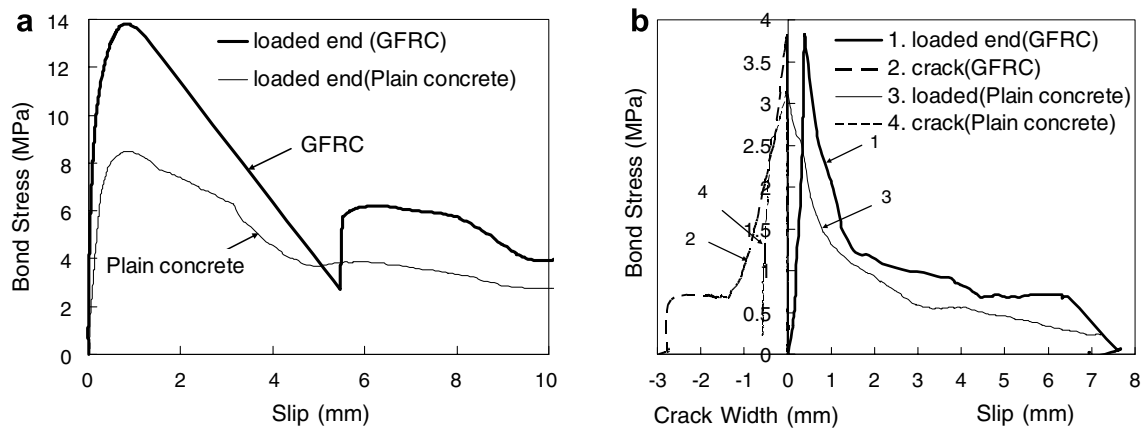 a
14
12
10
8
6
4
2
0
Bond Stress (MPa)
loaded end (GFRC)
loaded end(Plain concrete)
GFRC
Plain concrete
0 2 4 6 8 10
Slip (mm)
b
4
3.5
3
2.5
2
1.5
1
0.5
0
Bond Stress (MPa)
1. loaded end(GFRC)
2. crack(GFRC)
3. loaded(Plain concrete)
4. crack(Plain concrete)
1
3
4
2
-3 -2 -1 0 1 2 3 4 5 6 7 8
Crack Width (mm) Slip (mm)